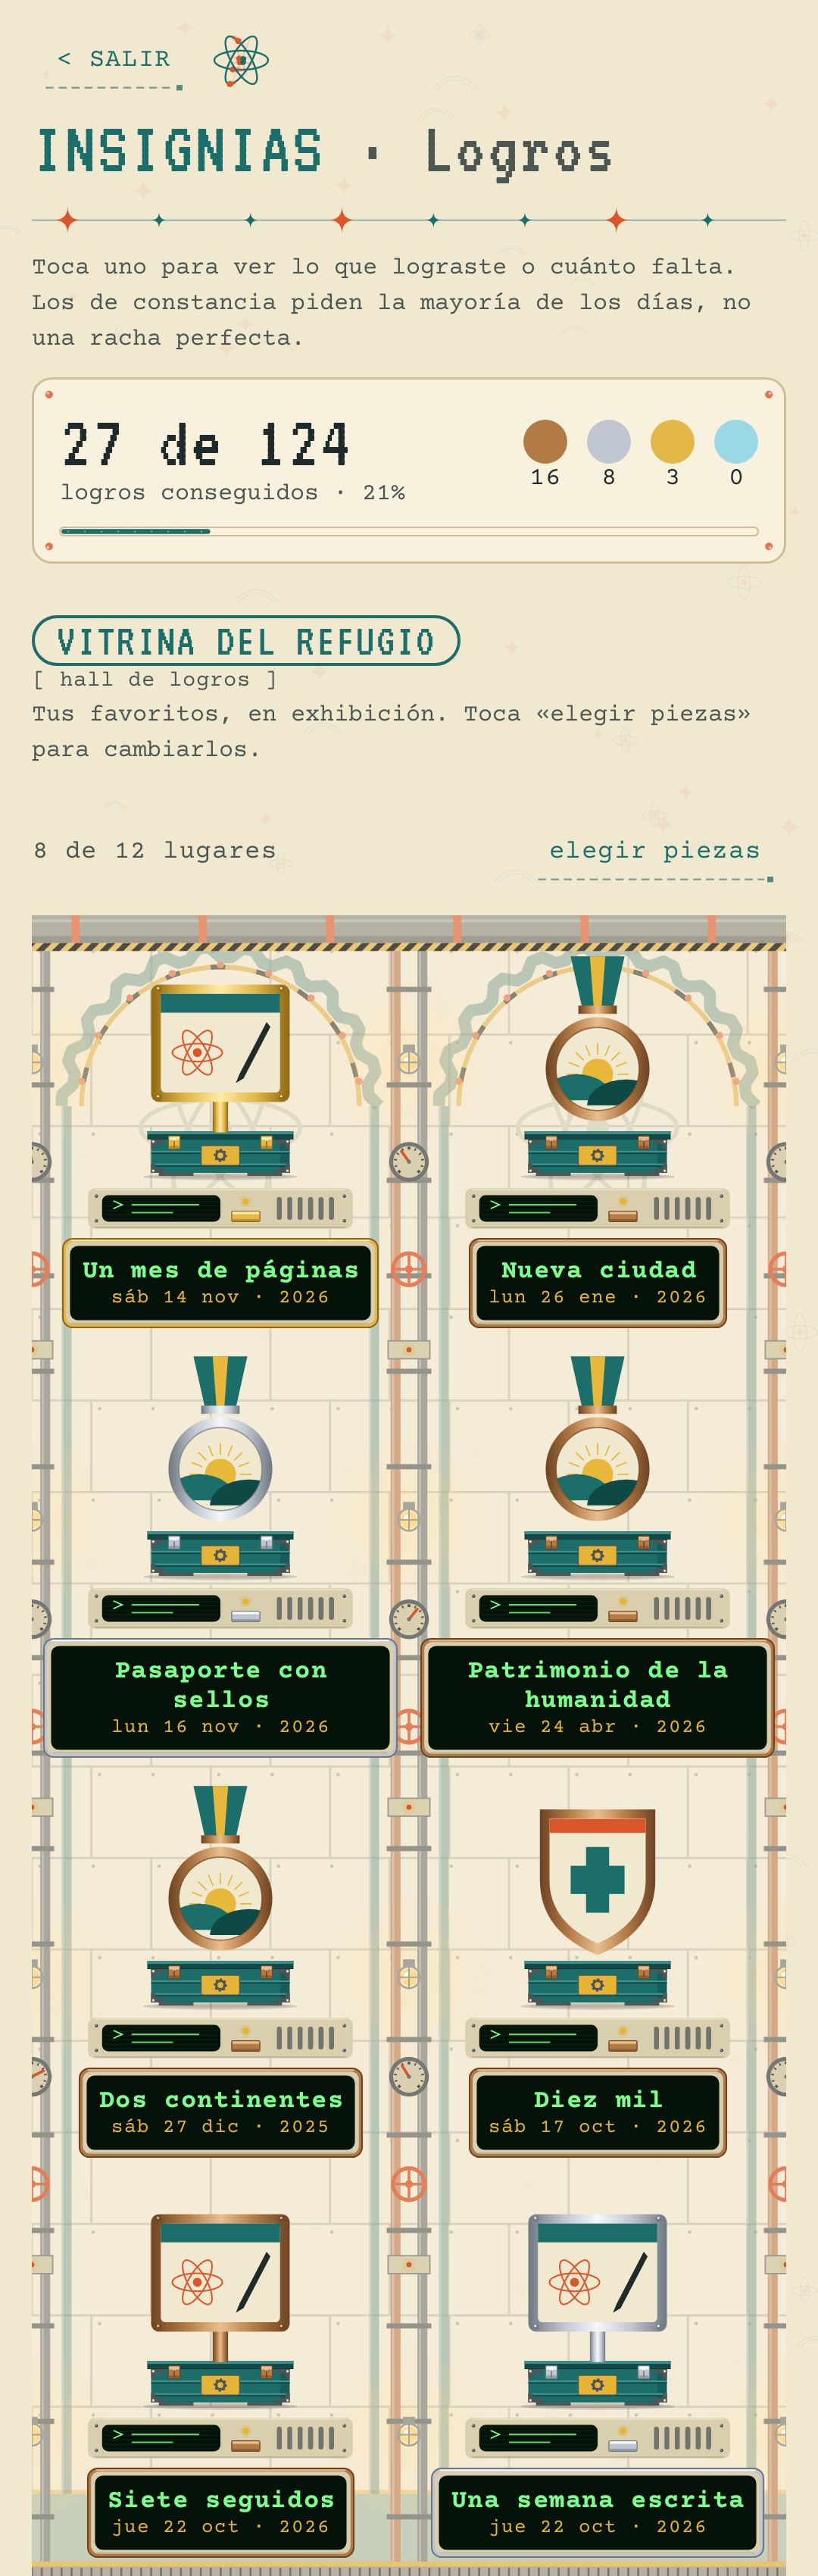 < SALIR
INSIGNIAS · Logros
Toca uno para ver lo que lograste o cuánto falta.
Los de constancia piden la mayoría de los días, no
una racha perfecta.
27 de 124
logros conseguidos · 21%
16 8 3 0
VITRINA DEL REFUGIO
[ hall de logros ]
Tus favoritos, en exhibición. Toca «elegir piezas»
para cambiarlos.
8 de 12 lugares
elegir piezas
>
Un mes de páginas
sáb 14 nov · 2026
>
Nueva ciudad
lun 26 ene · 2026
>
Pasaporte con
sellos
lun 16 nov · 2026
>
Patrimonio de la
humanidad
vie 24 abr · 2026
>
Dos continentes
sáb 27 dic · 2025
>
Diez mil
sáb 17 oct · 2026
>
Siete seguidos
jue 22 oct · 2026
>
Una semana escrita
jue 22 oct · 2026